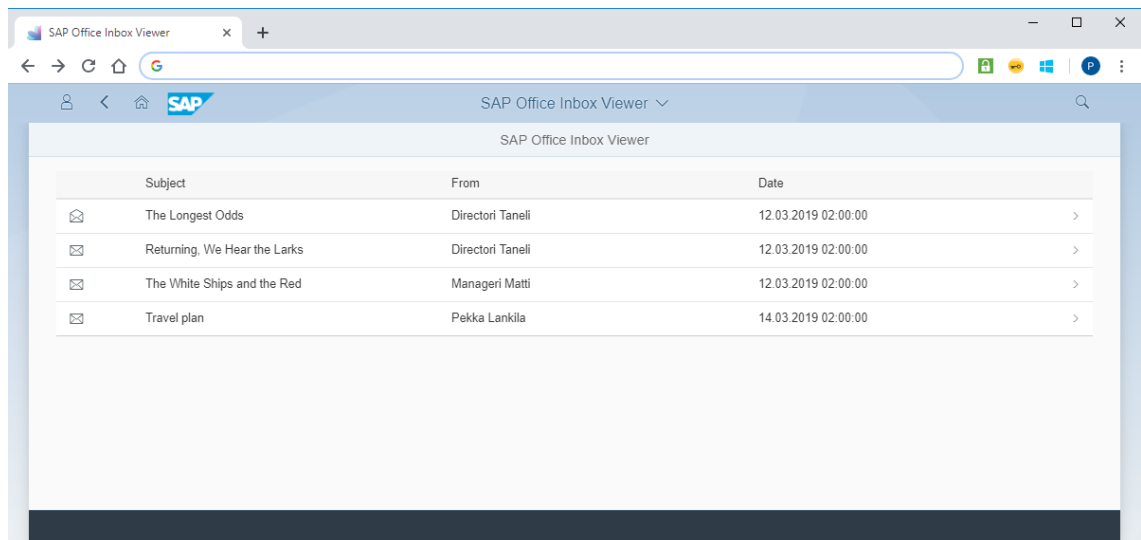 SAP Office Inbox Viewer
G
P
SAP SAP Office Inbox Viewer
SAP Office Inbox Viewer
Subject From Date
The Longest Odds Directori Taneli 12.03.2019 02:00:00
Returning, We Hear the Larks Directori Taneli 12.03.2019 02:00:00
The White Ships and the Red Manageri Matti 12.03.2019 02:00:00
Travel plan Pekka Lankila 14.03.2019 02:00:00